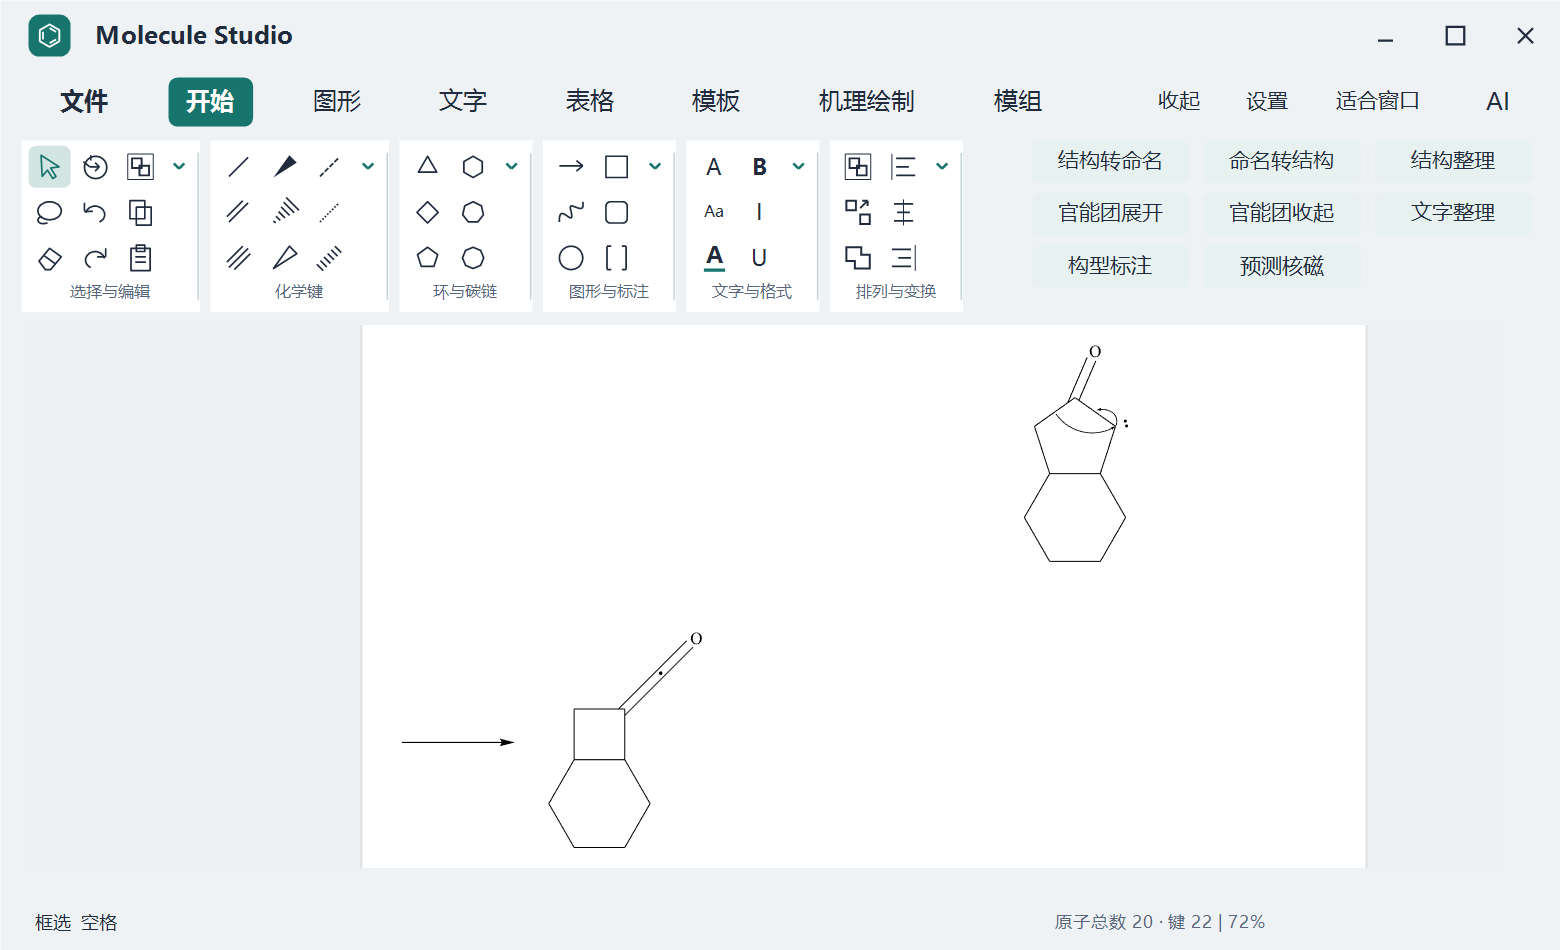 Molecule Studio
文件 开始 图形 文字 表格 模板 机理绘制 模组 收起 设置 适合窗口 AI
A B
Aa I
A U
选择与编辑 化学键 环与碳链 图形与标注 文字与格式 排列与变换
结构转命名 命名转结构 结构整理
官能团展开 官能团收起 文字整理
构型标注 预测核磁
O
O
框选 空格
原子总数 20 · 键 22 | 72%